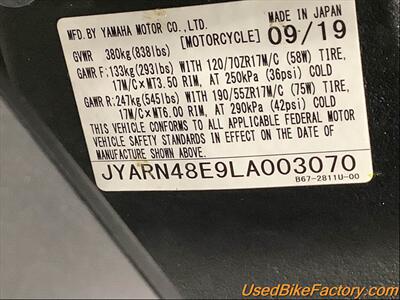 MFD.BY YAMAHA MOTOR CO.,LTD. MADE IN JAPAN
GVWR 380kg(838lbs) [MOTORCYCLE] 09/19
GAWR F: 133kg(293lbs) WITH 120/70ZR17M/C (58W) TIRE,
17M/C×MT3.50 RIM, AT 250kPa (36psi) COLD
GAWR R: 247kg(545lbs) WITH 190/55ZR17M/C (75W) TIRE,
17M/C×MT6.00 RIM, AT 290kPa (42psi) COLD
THIS VEHICLE CONFORMS TO ALL APPLICABLE FEDERAL MOTOR
VEHICLE SAFETY STANDARDS IN EFFECT ON THE DATE OF
MANUFACTURE SHOWN ABOVE.
JYARN48E9LA003070
B67-2811U-00
UsedBikeFactory.com